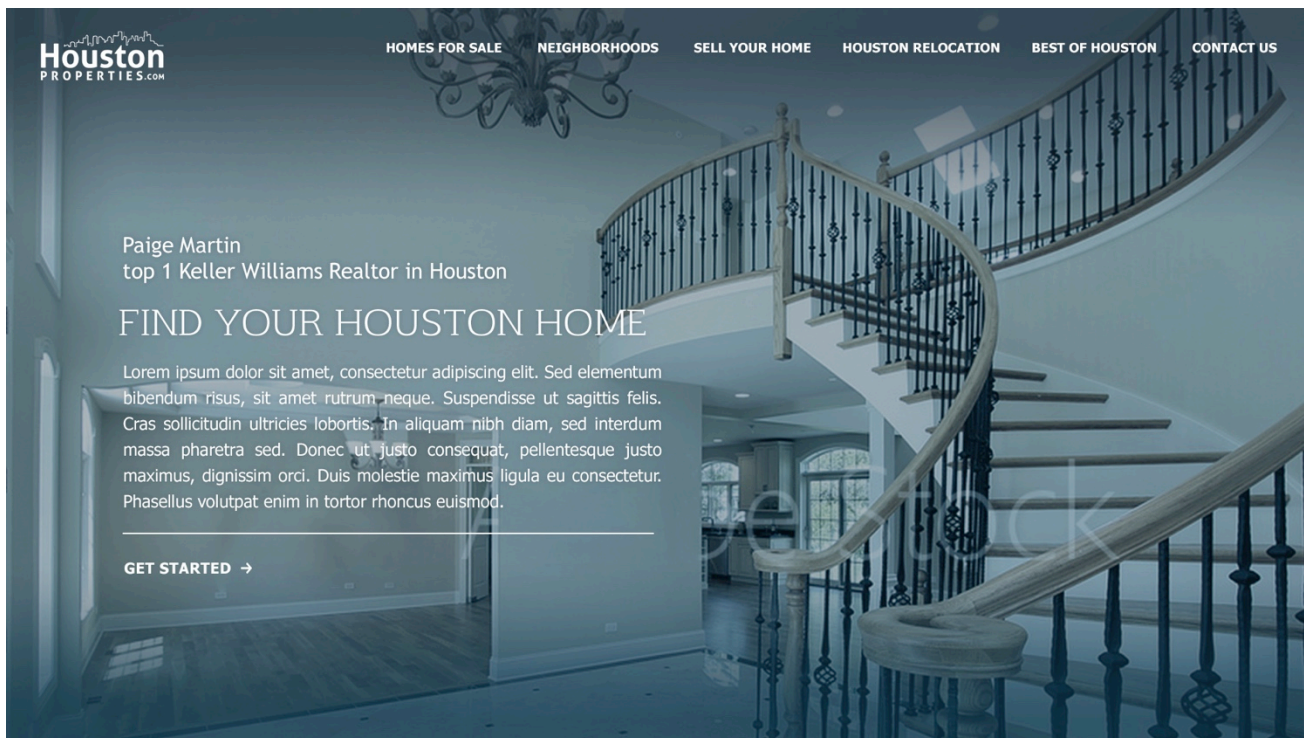 Houston
PROPERTIES.COM
HOMES FOR SALE
NEIGHBORHOODS
SELL YOUR HOME
HOUSTON RELOCATION
BEST OF HOUSTON
CONTACT US
Paige Martin
top 1 Keller Williams Realtor in Houston
FIND YOUR HOUSTON HOME
Lorem ipsum dolor sit amet, consectetur adipiscing elit. Sed elementum
bibendum risus, sit amet rutrum neque. Suspendisse ut sagittis felis.
Cras sollicitudin ultricies lobortis. In aliquam nibh diam, sed interdum
massa pharetra sed. Donec ut justo consequat, pellentesque justo
maximus, dignissim orci. Duis molestie maximus ligula eu consectetur.
Phasellus volutpat enim in tortor rhoncus euismod.
GET STARTED →
Stock